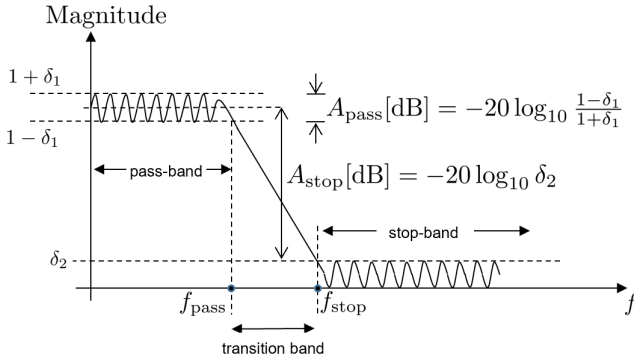 Magnitude
1 + δ₁
A_pass[dB] = −20 log₁₀ (1−δ₁)/(1+δ₁)
1 − δ₁
pass-band
A_stop[dB] = −20 log₁₀ δ₂
stop-band
δ₂
f_pass
f_stop
f
transition band